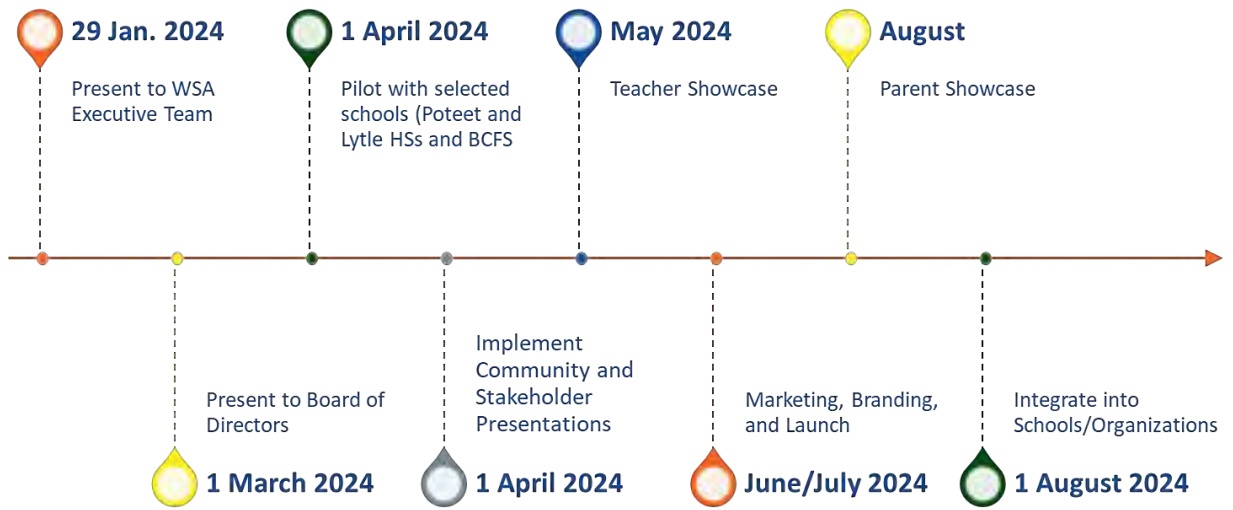 29 Jan. 2024
Present to WSA
Executive Team
1 April 2024
Pilot with selected
schools (Poteet and
Lytle HSs and BCFS
May 2024
Teacher Showcase
August
Parent Showcase
Present to Board of
Directors
1 March 2024
Implement
Community and
Stakeholder
Presentations
1 April 2024
Marketing, Branding,
and Launch
June/July 2024
Integrate into
Schools/Organizations
1 August 2024